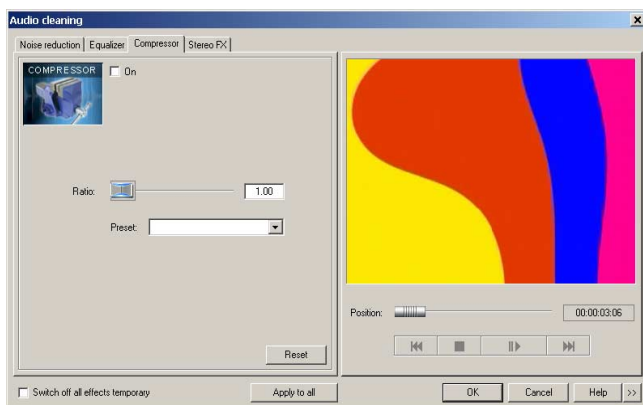 Audio cleaning
Noise reduction Equalizer Compressor Stereo FX
COMPRESSOR
On
Ratio: 1.00
Preset:
Position: 00:00:03:06
Reset
Switch off all effects temporary Apply to all OK Cancel Help >>